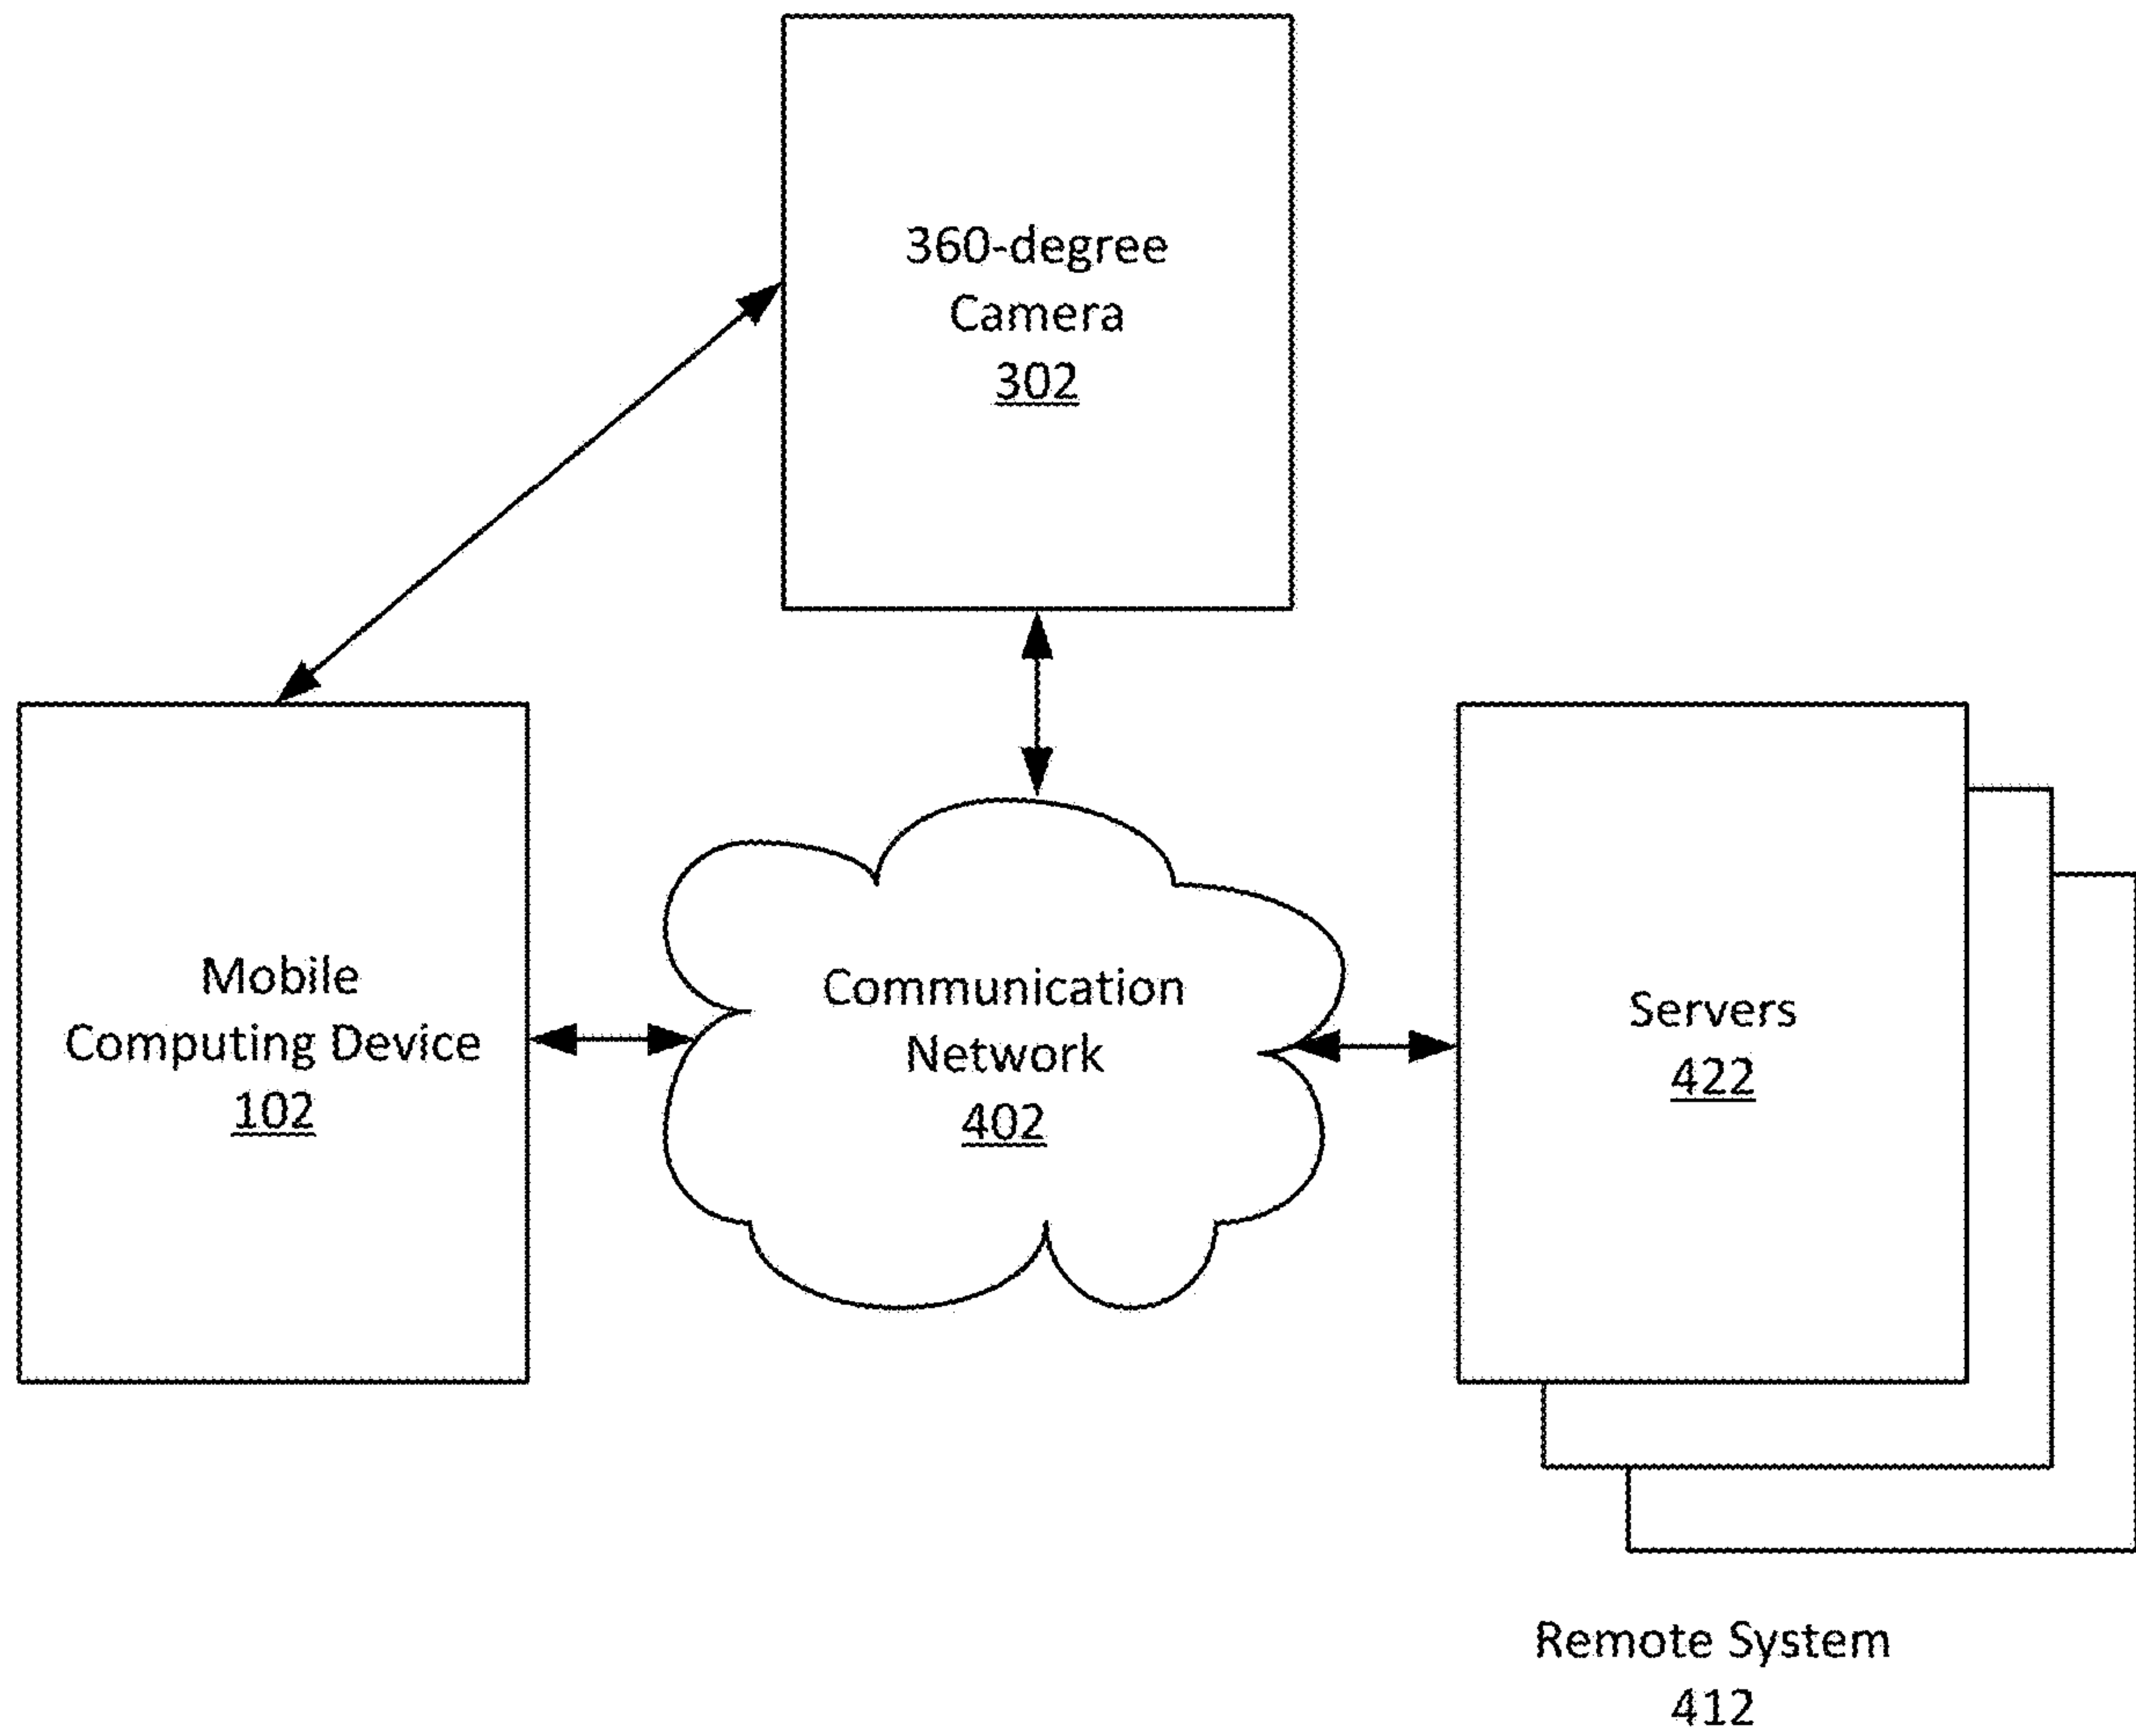 360-degree
Camera
302
Mobile
Computing Device
102
Communication
Network
402
Servers
422
Remote System
412